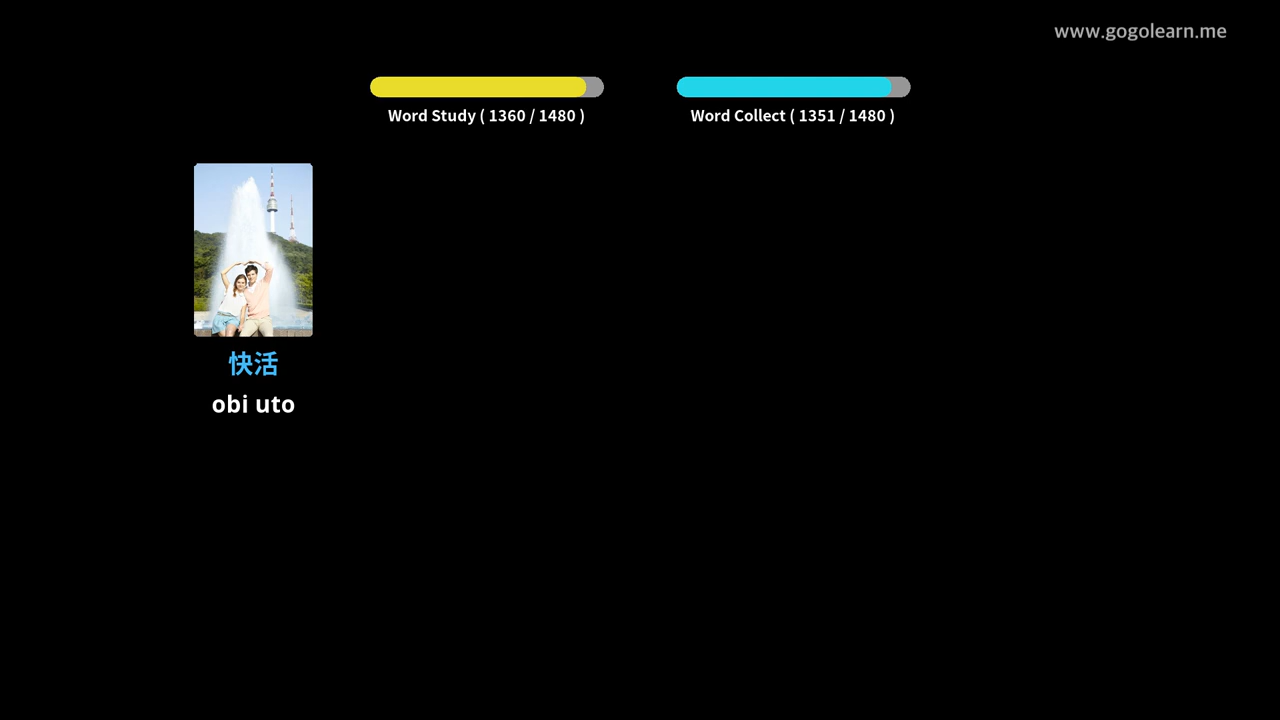 www.gogolearn.me
Word Study ( 1360 / 1480 )
Word Collect ( 1351 / 1480 )
快活
obi uto